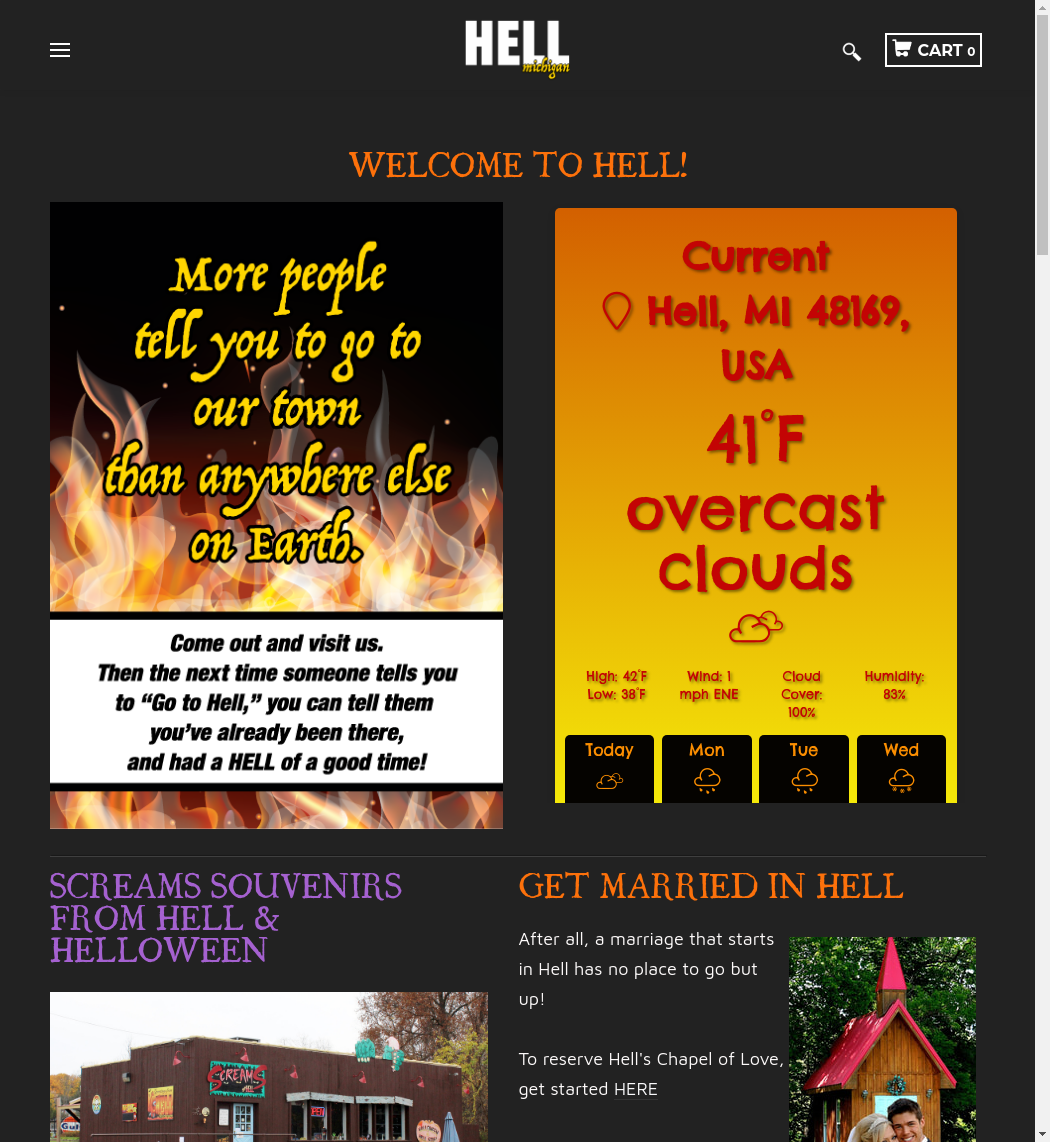 HELL
michigan
CART 0
WELCOME TO HELL!
More people
tell you to go to
our town
than anywhere else
on Earth.
Come out and visit us.
Then the next time someone tells you
to “Go to Hell,” you can tell them
you’ve already been there,
and had a HELL of a good time!
Current
Hell, MI 48169,
USA
41°F
overcast
clouds
High: 42°F
Low: 38°F
Wind: 1
mph ENE
Cloud
Cover:
100%
Humidity:
83%
Today
Mon
Tue
Wed
SCREAMS SOUVENIRS
FROM HELL &
HELLOWEEN
SCREAMS
Gulf
GET MARRIED IN HELL
After all, a marriage that starts
in Hell has no place to go but
up!
To reserve Hell's Chapel of Love,
get started HERE